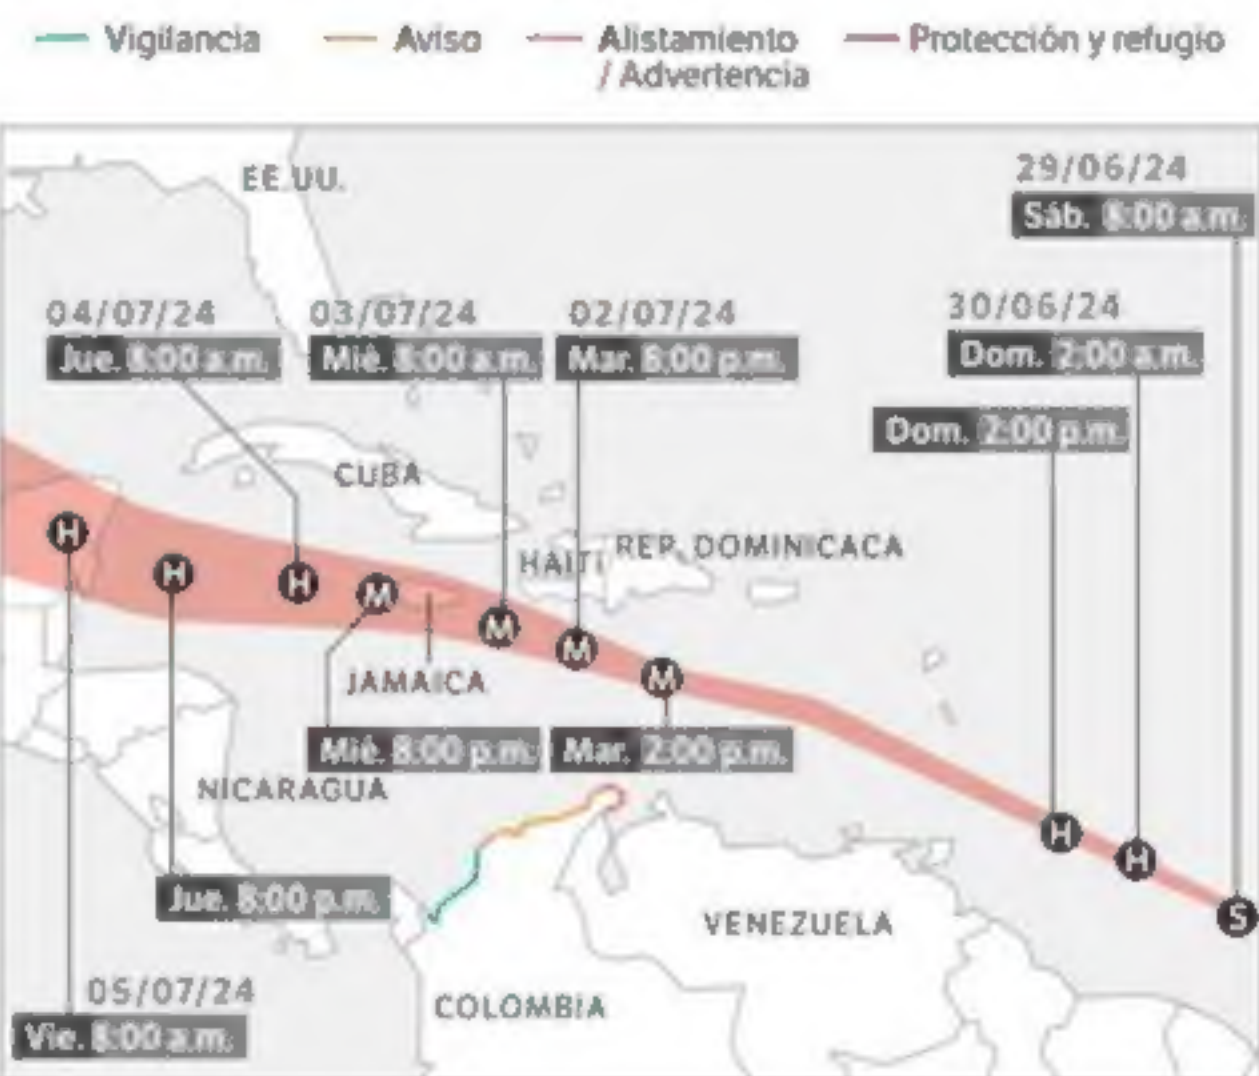 Vigilancia
Aviso
Alistamiento
/ Advertencia
Protección y refugio
EE.UU.
29/06/24
Sáb. 8:00 a.m.
04/07/24
Jue. 8:00 a.m.
03/07/24
Mié. 8:00 a.m.
02/07/24
Mar. 8:00 p.m.
30/06/24
Dom. 2:00 a.m.
Dom. 2:00 p.m.
CUBA
HAITI
REP. DOMINICACA
H
H
H
M
M
M
M
JAMAICA
Mié. 8:00 p.m.
Mar. 2:00 p.m.
NICARAGUA
H
H
S
Jue. 8:00 p.m.
VENEZUELA
05/07/24
Vie. 8:00 a.m.
COLOMBIA